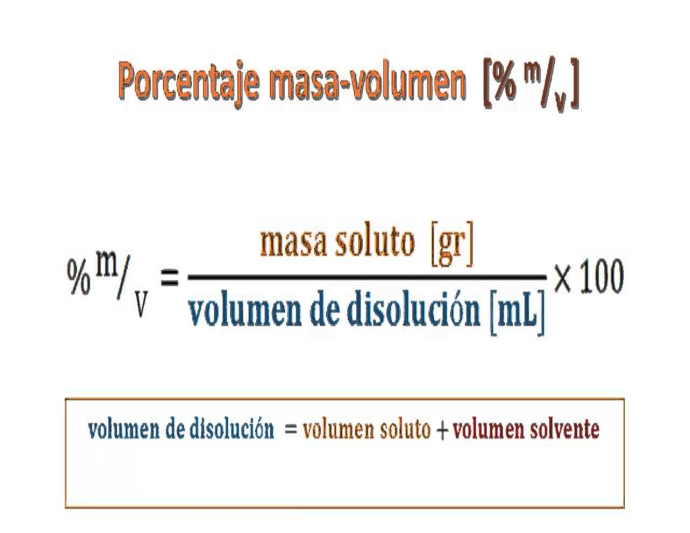 Porcentaje masa-volumen [% m/v]
masa soluto [gr]
% m/V = ———————— × 100
volumen de disolución [mL]
volumen de disolución = volumen soluto + volumen solvente